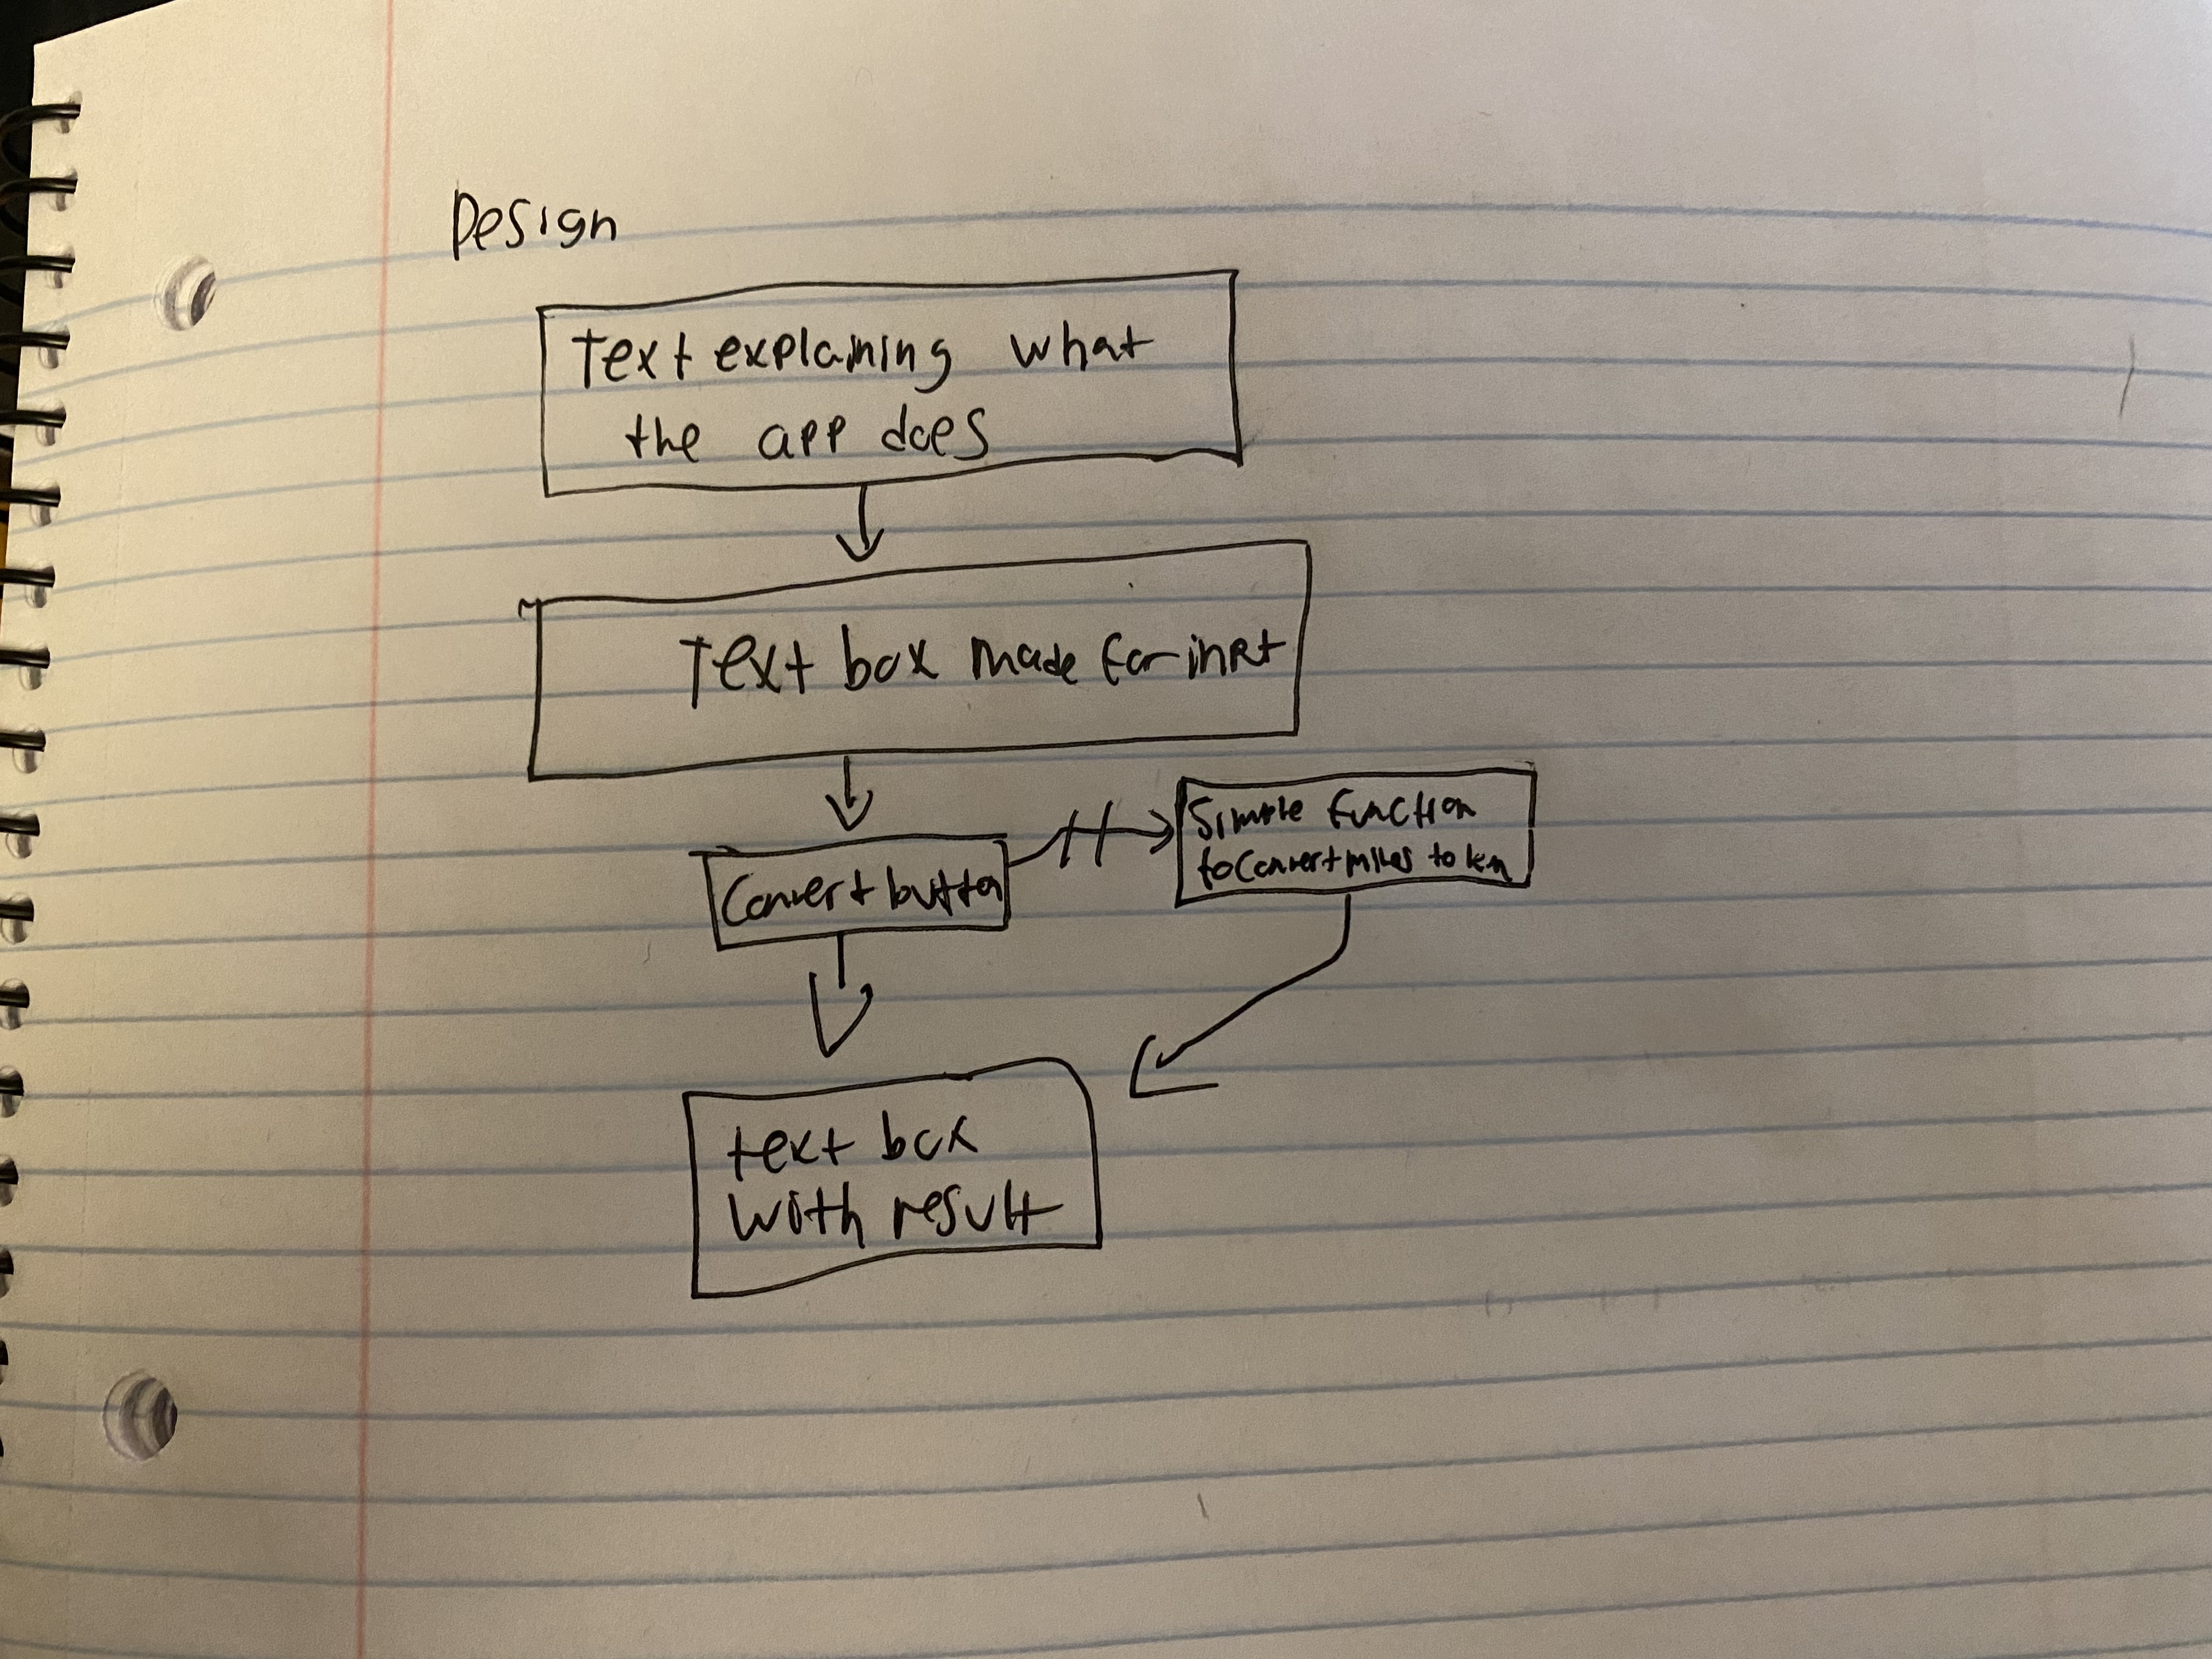 Design
Text explaining what
the app does
Text box made for inpt
Convert button
Simple function
to convert miles to km
text box
with result